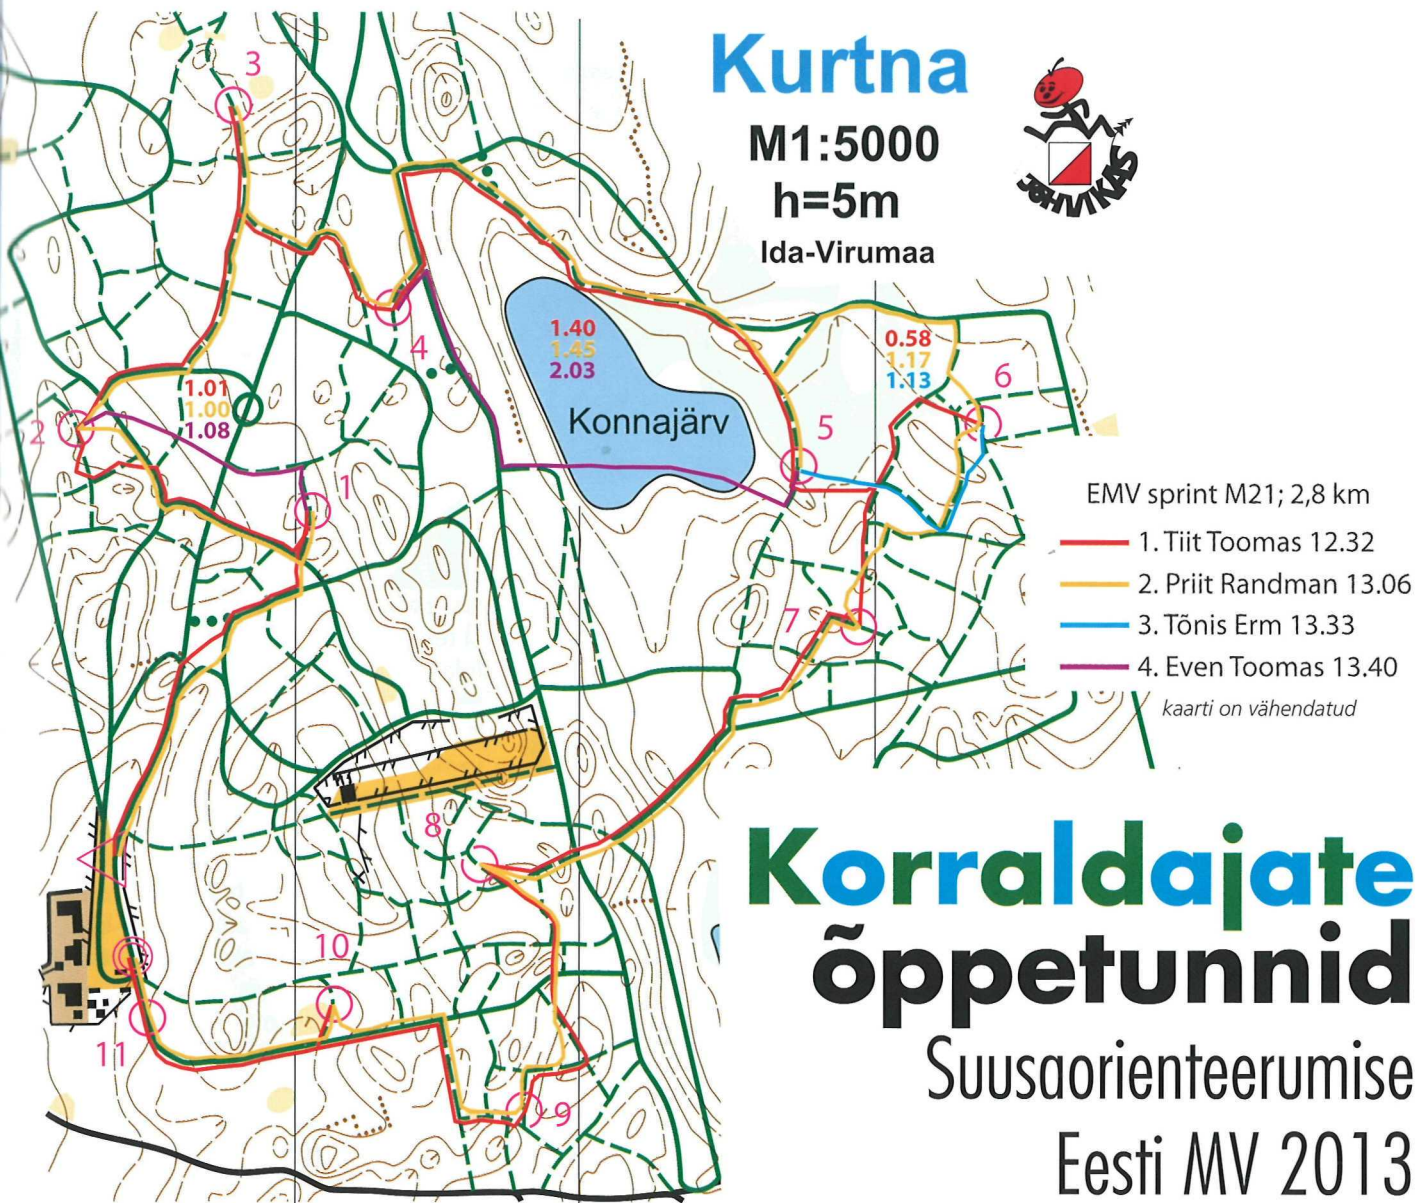 Kurtna
M1:5000
h=5m
Ida-Virumaa
JÕHVIKAS
3
4
1.40
1.45
2.03
Konnajärv
0.58
1.17
1.13
6
5
1.01
1.00
1.08
2
1
7
8
10
11
9
EMV sprint M21; 2,8 km
1. Tiit Toomas 12.32
2. Priit Randman 13.06
3. Tõnis Erm 13.33
4. Even Toomas 13.40
kaarti on vähendatud
Korraldajate
õppetunnid
Suusaorienteerumise
Eesti MV 2013